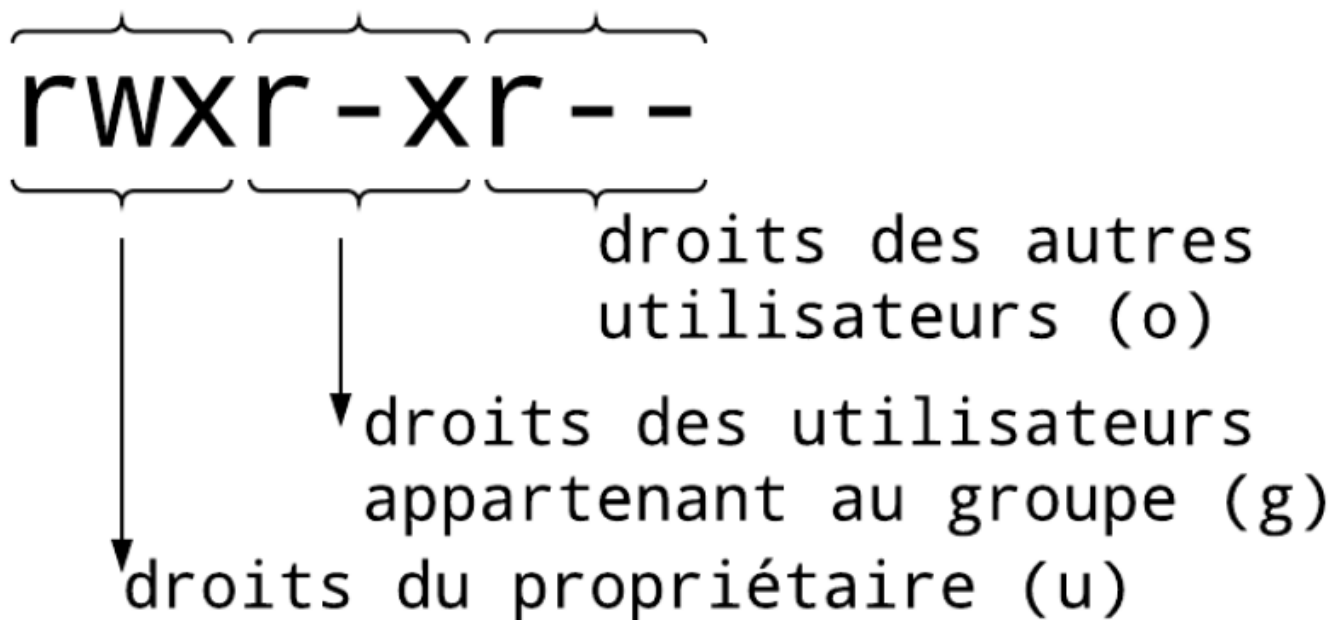 rwxr-xr--
droits des autres
utilisateurs (o)
droits des utilisateurs
appartenant au groupe (g)
droits du propriétaire (u)